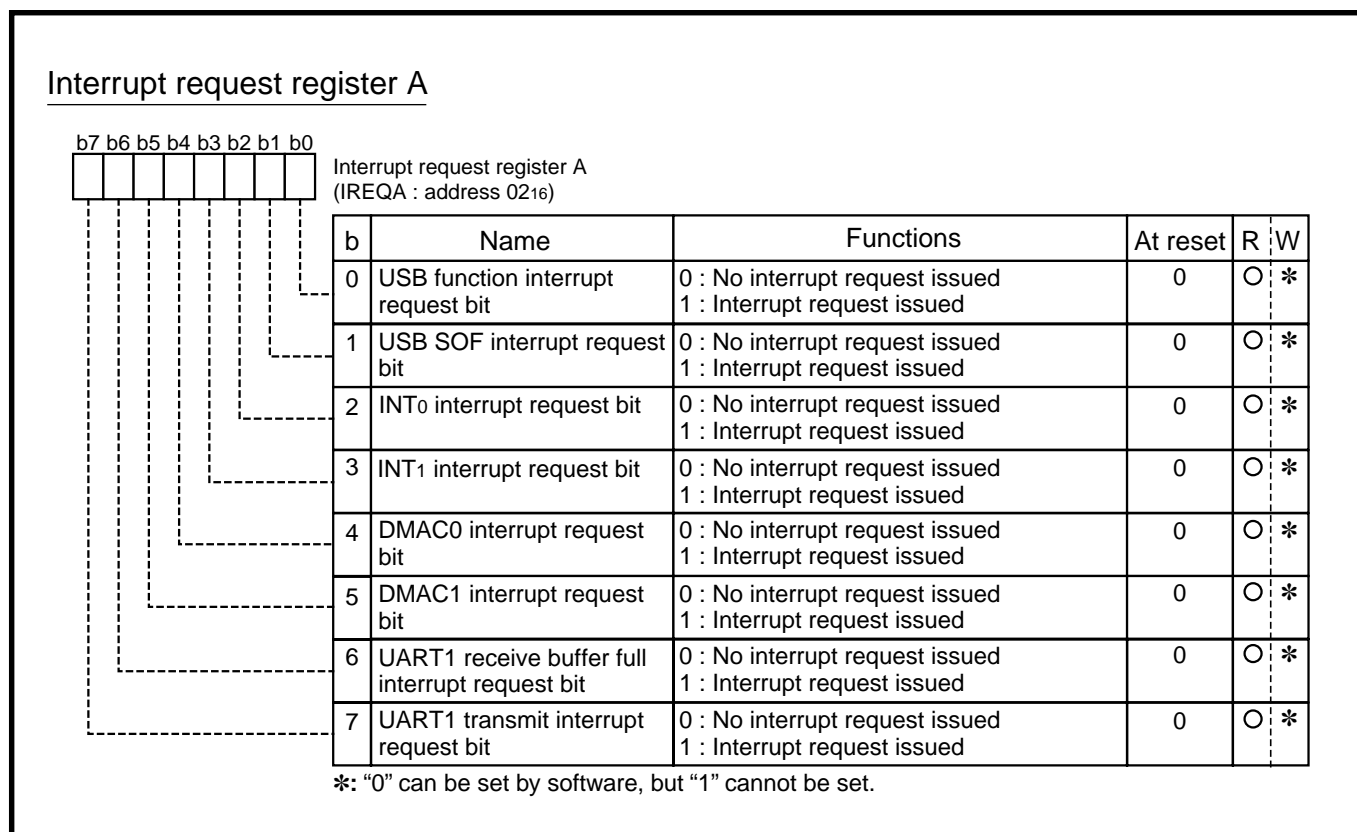 Interrupt request register A
b7 b6 b5 b4 b3 b2 b1 b0
Interrupt request register A
(IREQA : address 0216)
b Name Functions At reset R W
0 USB function interrupt request bit 0 : No interrupt request issued 1 : Interrupt request issued 0 O ✻
1 USB SOF interrupt request bit 0 : No interrupt request issued 1 : Interrupt request issued 0 O ✻
2 INT0 interrupt request bit 0 : No interrupt request issued 1 : Interrupt request issued 0 O ✻
3 INT1 interrupt request bit 0 : No interrupt request issued 1 : Interrupt request issued 0 O ✻
4 DMAC0 interrupt request bit 0 : No interrupt request issued 1 : Interrupt request issued 0 O ✻
5 DMAC1 interrupt request bit 0 : No interrupt request issued 1 : Interrupt request issued 0 O ✻
6 UART1 receive buffer full interrupt request bit 0 : No interrupt request issued 1 : Interrupt request issued 0 O ✻
7 UART1 transmit interrupt request bit 0 : No interrupt request issued 1 : Interrupt request issued 0 O ✻
✻: “0” can be set by software, but “1” cannot be set.